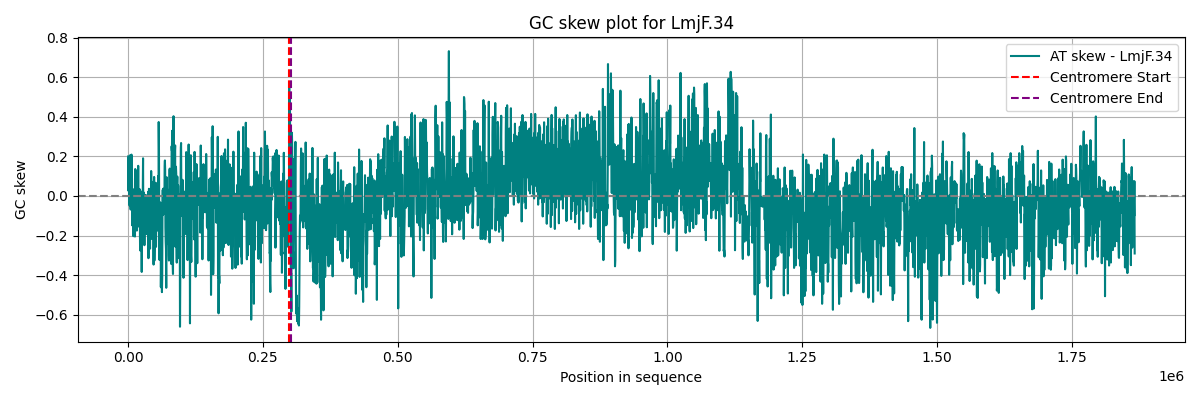 GC skew plot for LmjF.34
GC skew
0.8
0.6
0.4
0.2
0.0
−0.2
−0.4
−0.6
AT skew - LmjF.34
Centromere Start
Centromere End
0.00 0.25 0.50 0.75 1.00 1.25 1.50 1.75
1e6
Position in sequence